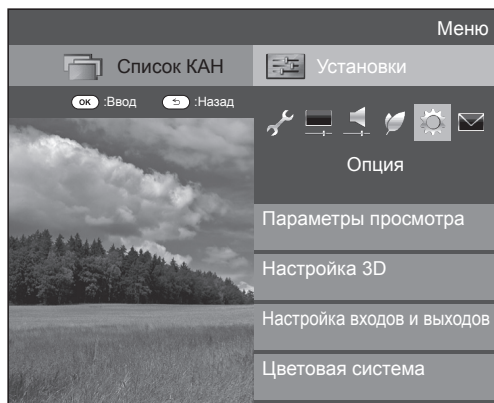 Меню
Список КАН
Установки
OK :Ввод :Назад
Опция
Параметры просмотра
Настройка 3D
Настройка входов и выходов
Цветовая система